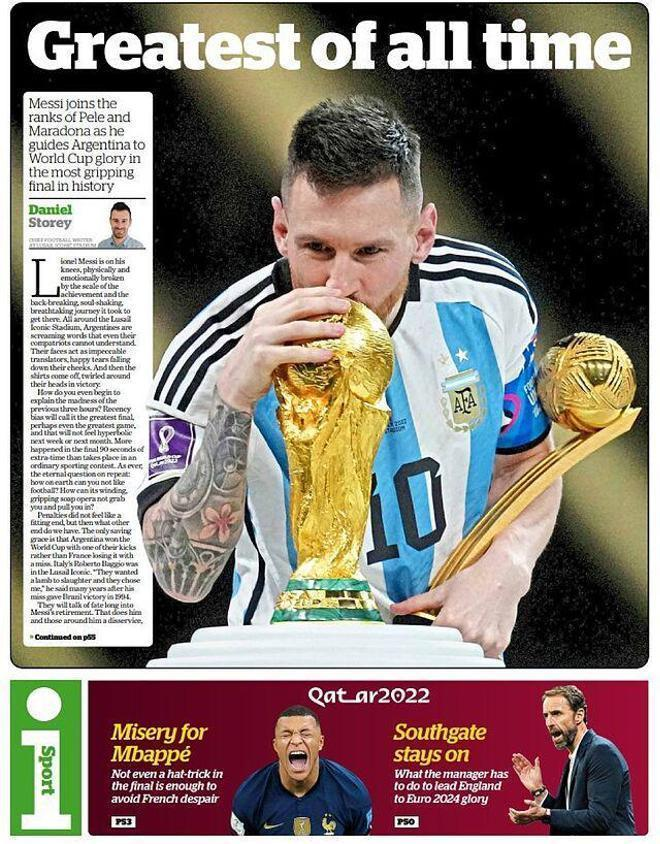 Greatest of all time
Messi joins the
ranks of Pele and
Maradona as he
guides Argentina to
World Cup glory in
the most gripping
final in history
Daniel
Storey
CHIEF FOOTBALL WRITER
AT LUSAIL ICONIC STADIUM
Lionel Messi is on his
knees, physically and
emotionally broken
by the scale of the
achievement and the
back-breaking, soul-shaking,
breathtaking journey it took to
get there. All around the Lusail
Iconic Stadium, Argentines are
screaming words that even their
compatriots cannot understand.
Their faces act as impeccable
translators, happy tears falling
down their cheeks. And then the
shirts come off, twirled around
their heads in victory.
How do you even begin to
explain the madness of the
previous three hours? Recency
bias will call it the greatest final,
perhaps even the greatest game,
and that will not feel hyperbolic
next week or next month. More
happened in the final 90 seconds of
extra-time than takes place in an
ordinary sporting contest. As ever,
the eternal question on repeat:
how on earth can you not like
football? How can its winding,
gripping soap opera not grab
you and pull you in?
Penalties did not feel like a
fitting end, but then what other
end do we have. The only saving
grace is that Argentina won the
World Cup with one of their kicks
rather than France losing it with
a miss. Italy's Roberto Baggio was
in the Lusail Iconic. "They wanted
a lamb to slaughter and they chose
me," he said many years after his
miss gave Brazil victory in 1994.
They will talk of fate long into
Messi's retirement. That does him
and those around him a disservice,
» Continued on p55
AFA
10
i
Sport
Qatar2022
Misery for
Mbappé
Not even a hat-trick in
the final is enough to
avoid French despair
P53
Southgate
stays on
What the manager has
to do to lead England
to Euro 2024 glory
P50